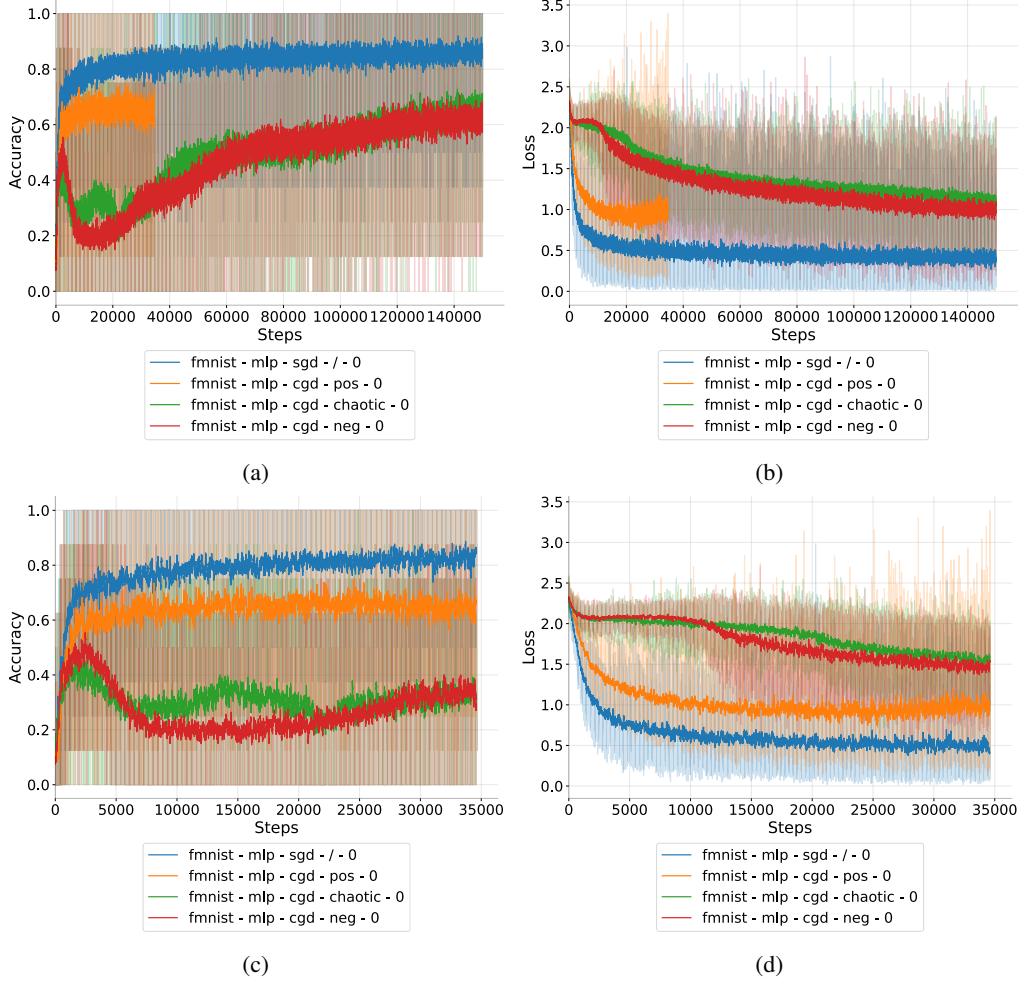 1.0
0.8
0.6
0.4
0.2
0.0
Accuracy
0 20000 40000 60000 80000 100000 120000 140000
Steps
fmnist - mlp - sgd - / - 0
fmnist - mlp - cgd - pos - 0
fmnist - mlp - cgd - chaotic - 0
fmnist - mlp - cgd - neg - 0
(a)
3.5
3.0
2.5
2.0
1.5
1.0
0.5
0.0
Loss
0 20000 40000 60000 80000 100000 120000 140000
Steps
fmnist - mlp - sgd - / - 0
fmnist - mlp - cgd - pos - 0
fmnist - mlp - cgd - chaotic - 0
fmnist - mlp - cgd - neg - 0
(b)
1.0
0.8
0.6
0.4
0.2
0.0
Accuracy
0 5000 10000 15000 20000 25000 30000 35000
Steps
fmnist - mlp - sgd - / - 0
fmnist - mlp - cgd - pos - 0
fmnist - mlp - cgd - chaotic - 0
fmnist - mlp - cgd - neg - 0
(c)
3.5
3.0
2.5
2.0
1.5
1.0
0.5
0.0
Loss
0 5000 10000 15000 20000 25000 30000 35000
Steps
fmnist - mlp - sgd - / - 0
fmnist - mlp - cgd - pos - 0
fmnist - mlp - cgd - chaotic - 0
fmnist - mlp - cgd - neg - 0
(d)